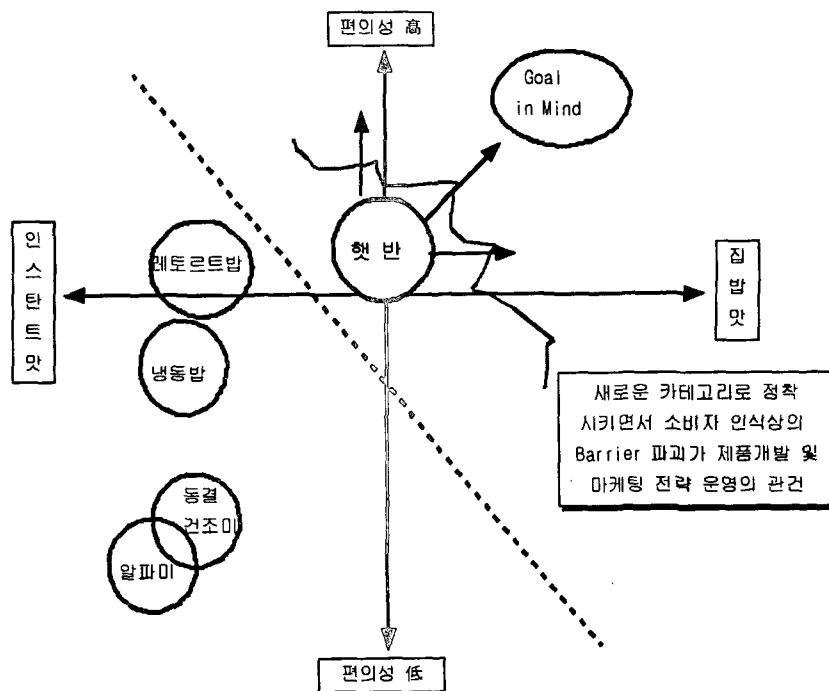 편의성 高
Goal
in Mind
햇반
인
스
탄
트
맛
레토르트밥
집
밥
맛
냉동밥
새로운 카테고리로 정착
시키면서 소비자 인식상의
Barrier 파괴가 제품개발 및
마케팅 전략 운영의 관건
동결
건조미
알파미
편의성 低